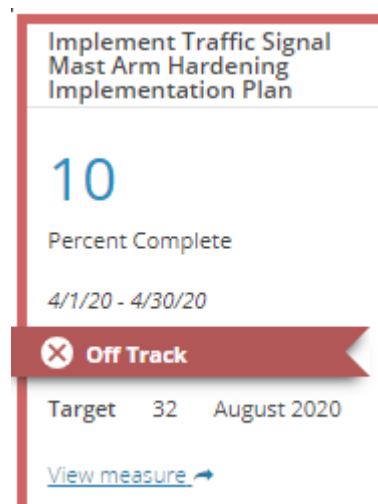 Implement Traffic Signal
Mast Arm Hardening
Implementation Plan
10
Percent Complete
4/1/20 - 4/30/20
Off Track
Target 32 August 2020
View measure